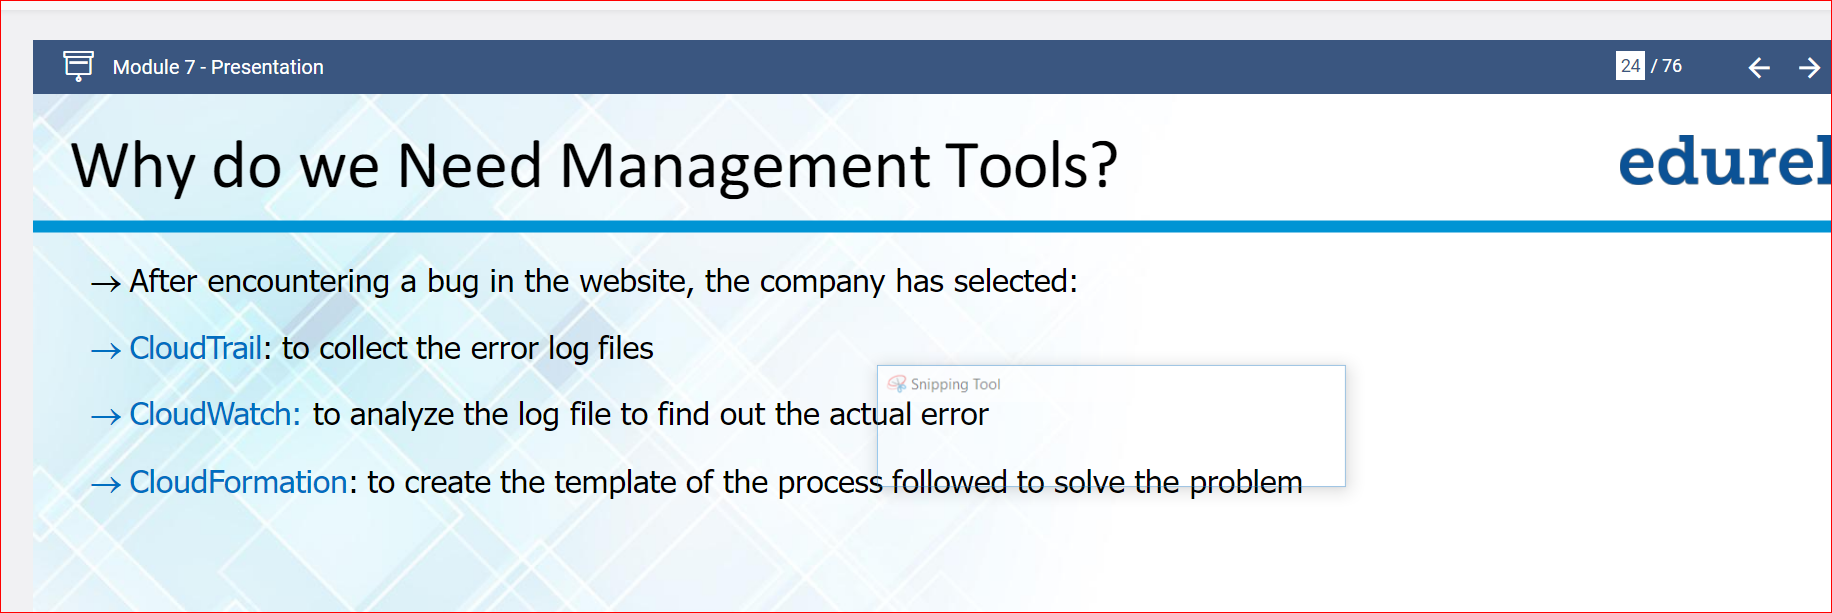 Module 7 - Presentation
24 / 76
Why do we Need Management Tools?
→ After encountering a bug in the website, the company has selected:
→ CloudTrail: to collect the error log files
Snipping Tool
→ CloudWatch: to analyze the log file to find out the actual error
→ CloudFormation: to create the template of the process followed to solve the problem